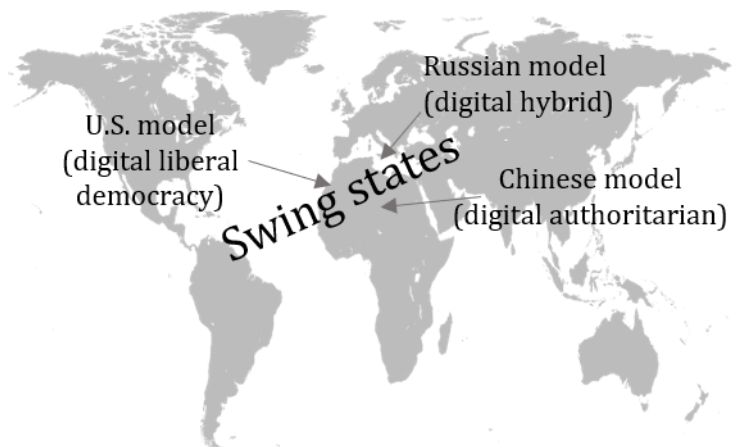 Russian model
(digital hybrid)
U.S. model
(digital liberal
democracy)
Swing states
Chinese model
(digital authoritarian)